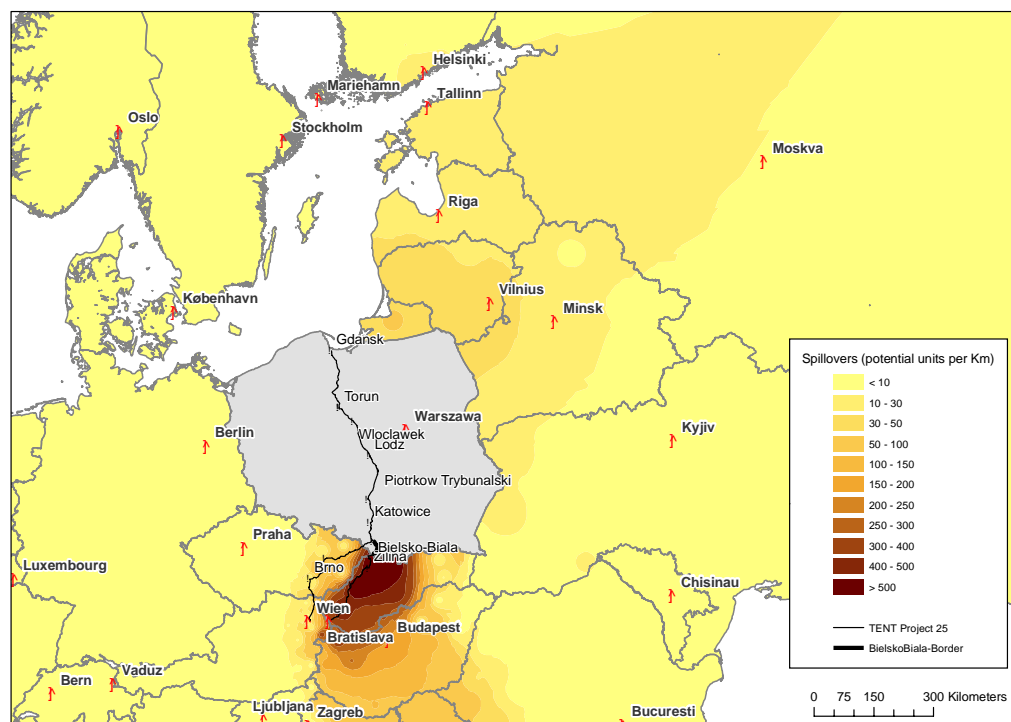 Helsinki
Mariehamn
Tallinn
Oslo
Stockholm
Moskva
Riga
Vilnius
København
Minsk
Gdansk
Spillovers (potential units per Km)
< 10
10 - 30
30 - 50
50 - 100
100 - 150
150 - 200
200 - 250
250 - 300
300 - 400
400 - 500
> 500
TENT Project 25
BielskoBiala-Border
Torun
Warszawa
Wloclawek
Lodz
Berlin
Kyjiv
Piotrkow Trybunalski
Katowice
Praha
Bielsko-Biala
Zilina
Brno
Luxembourg
Chisinau
Wien
Budapest
Bratislava
Vaduz
Bern
Ljubljana
Zagreb
Bucuresti
0 75 150 300 Kilometers